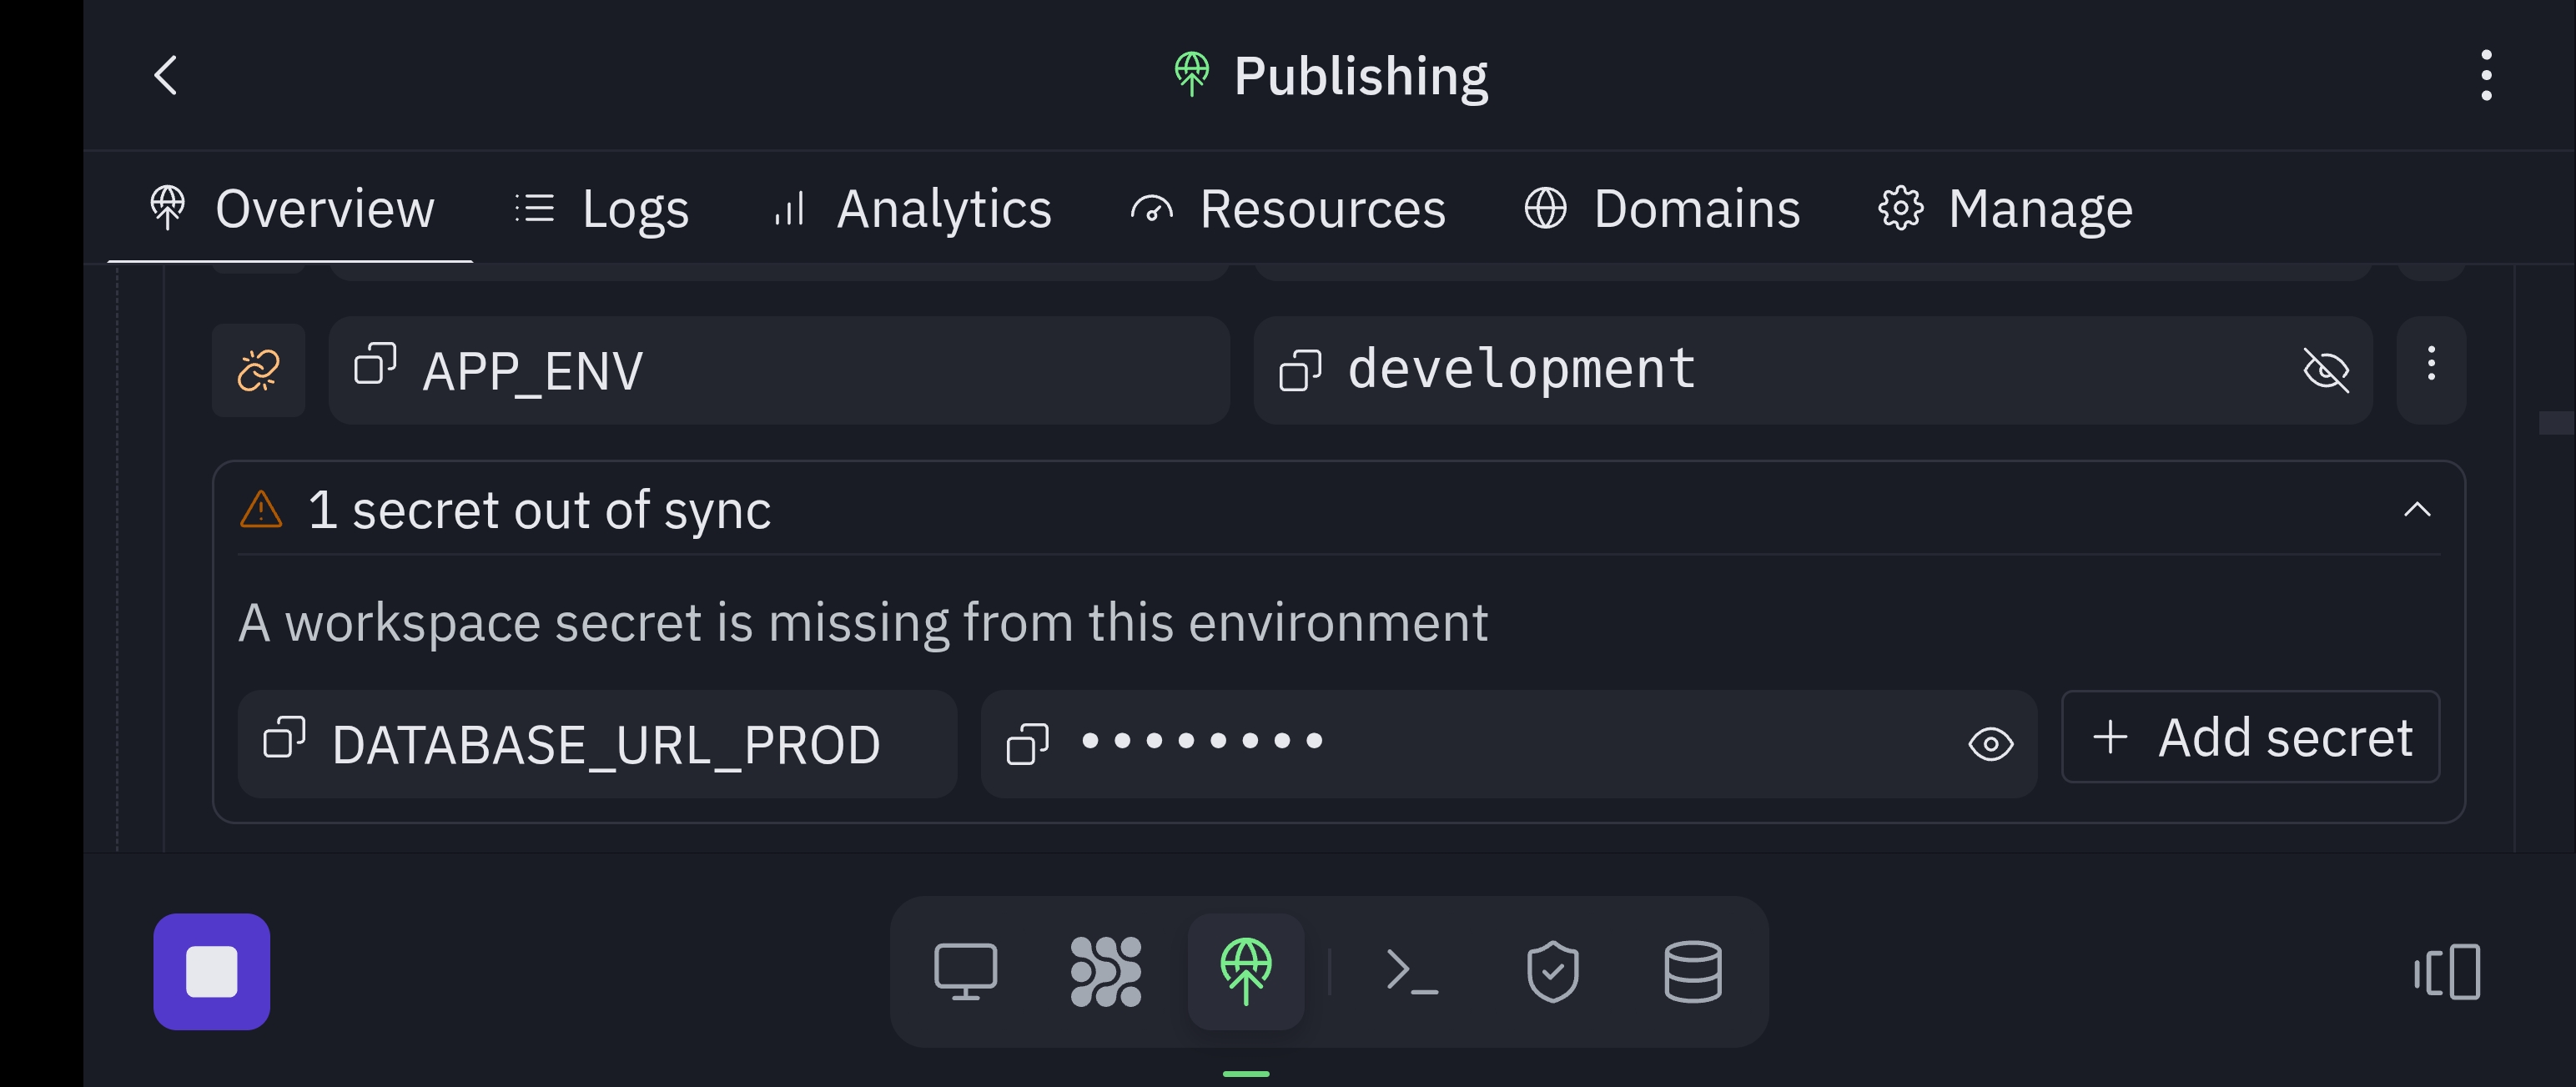 Publishing
Overview Logs Analytics Resources Domains Manage
APP_ENV development
1 secret out of sync
A workspace secret is missing from this environment
DATABASE_URL_PROD •••••••• + Add secret